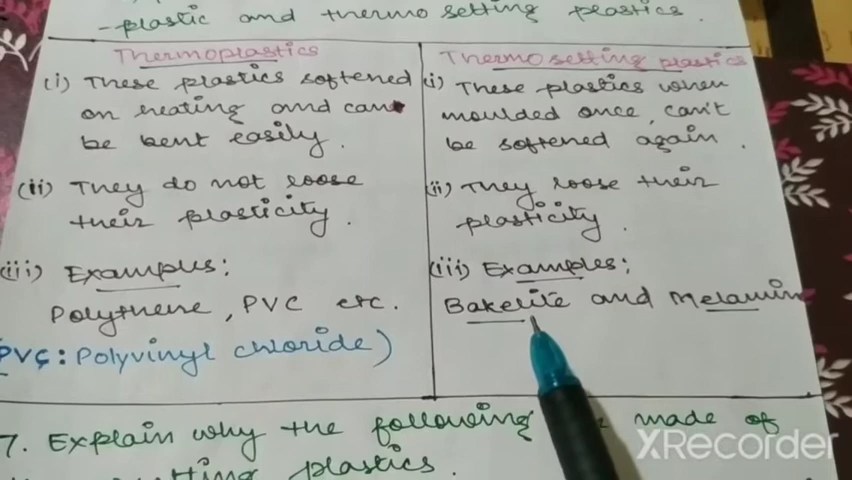 -plastic and thermo setting plastics.
Thermoplastics
(i) These plastics softened
on heating and can
be bent easily.
(ii) They do not loose
their plasticity.
(iii) Examples:
Polythene, PVC etc.
PVC: Polyvinyl chloride)
Thermosetting plastics
(i) These plastics when
moulded once, can't
be softened again.
(ii) They loose their
plasticity.
(iii) Examples:
Bakelite and Melamin
7. Explain why the following made of
plastics.
XRecorder